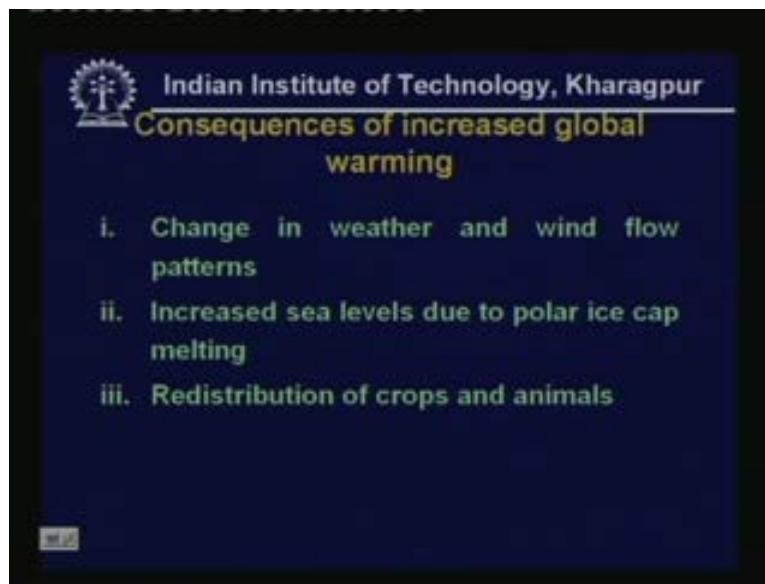 Indian Institute of Technology, Kharagpur
Consequences of increased global
warming
i. Change in weather and wind flow
patterns
ii. Increased sea levels due to polar ice cap
melting
iii. Redistribution of crops and animals